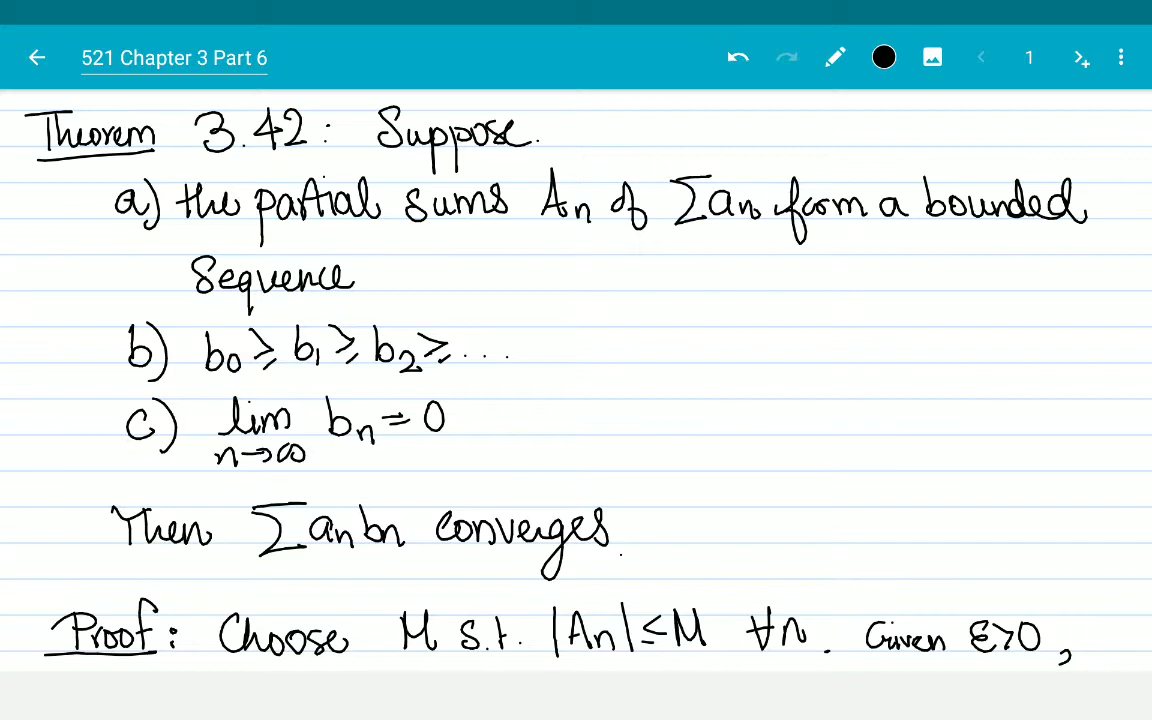 521 Chapter 3 Part 6
1
Theorem 3.42: Suppose.
a) the partial sums An of ∑an form a bounded
sequence
b) b0 ≥ b1 ≥ b2 ≥ ...
c) lim bn = 0
n→∞
Then ∑anbn converges.
Proof: Choose M s.t. |An| ≤ M ∀n. Given ε>0,